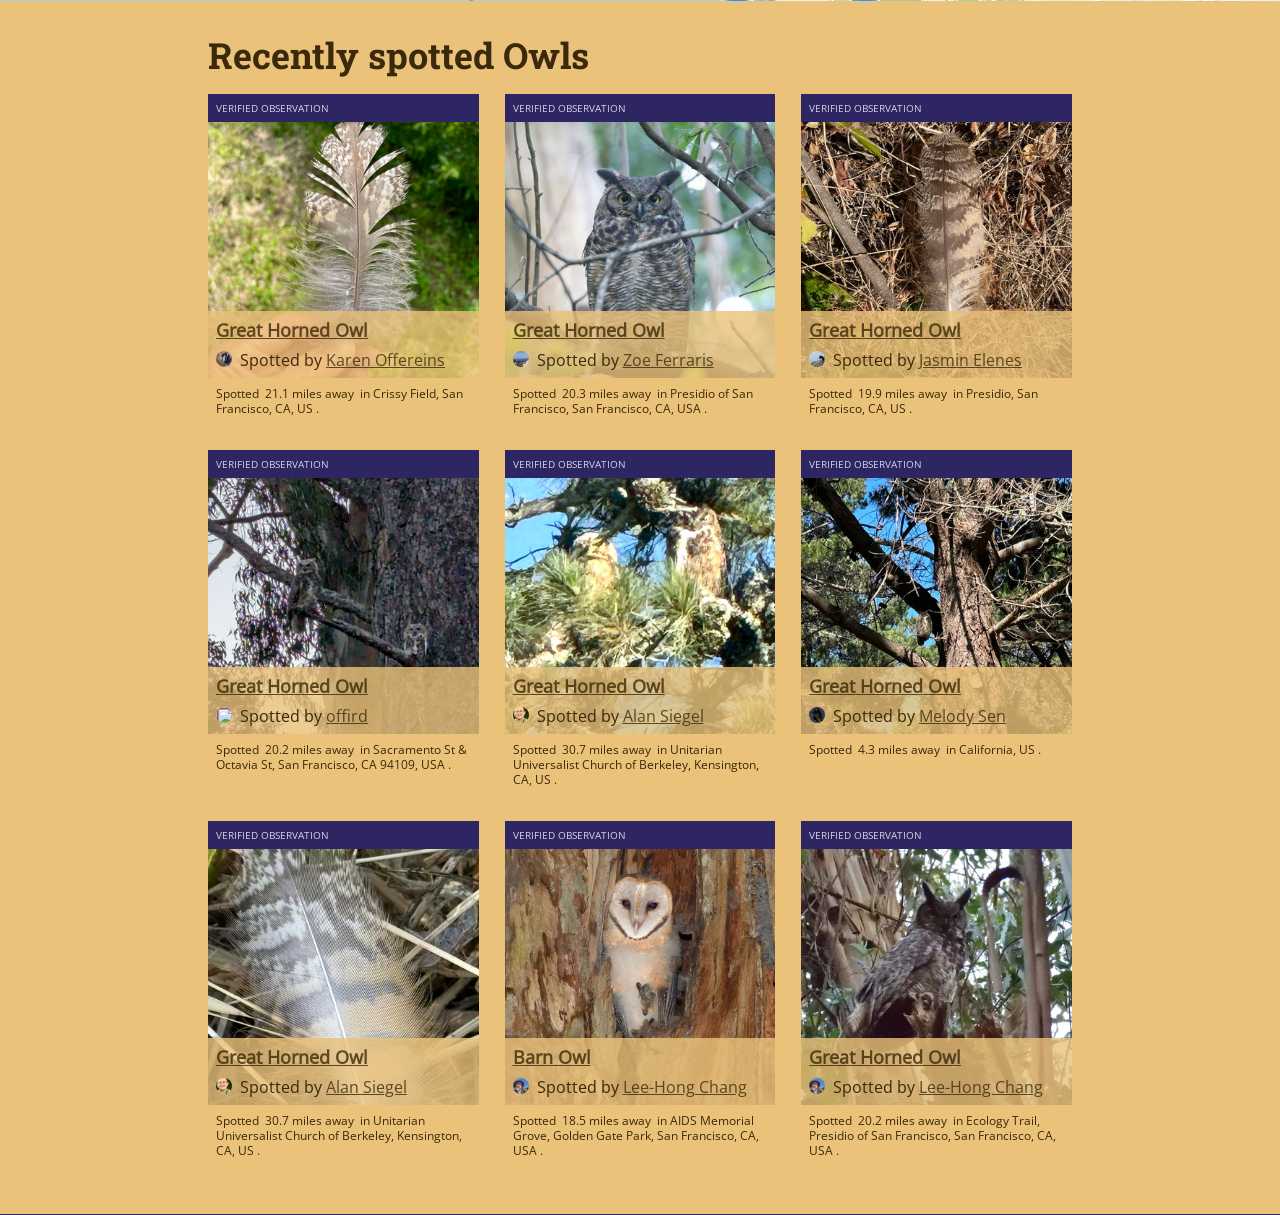 Recently spotted Owls
VERIFIED OBSERVATION
Great Horned Owl
Spotted by Karen Offereins
Spotted 21.1 miles away in Crissy Field, San
Francisco, CA, US .
VERIFIED OBSERVATION
Great Horned Owl
Spotted by Zoe Ferraris
Spotted 20.3 miles away in Presidio of San
Francisco, San Francisco, CA, USA .
VERIFIED OBSERVATION
Great Horned Owl
Spotted by Jasmin Elenes
Spotted 19.9 miles away in Presidio, San
Francisco, CA, US .
VERIFIED OBSERVATION
Great Horned Owl
Spotted by offird
Spotted 20.2 miles away in Sacramento St &
Octavia St, San Francisco, CA 94109, USA .
VERIFIED OBSERVATION
Great Horned Owl
Spotted by Alan Siegel
Spotted 30.7 miles away in Unitarian
Universalist Church of Berkeley, Kensington,
CA, US .
VERIFIED OBSERVATION
Great Horned Owl
Spotted by Melody Sen
Spotted 4.3 miles away in California, US .
VERIFIED OBSERVATION
Great Horned Owl
Spotted by Alan Siegel
Spotted 30.7 miles away in Unitarian
Universalist Church of Berkeley, Kensington,
CA, US .
VERIFIED OBSERVATION
Barn Owl
Spotted by Lee-Hong Chang
Spotted 18.5 miles away in AIDS Memorial
Grove, Golden Gate Park, San Francisco, CA,
USA .
VERIFIED OBSERVATION
Great Horned Owl
Spotted by Lee-Hong Chang
Spotted 20.2 miles away in Ecology Trail,
Presidio of San Francisco, San Francisco, CA,
USA .